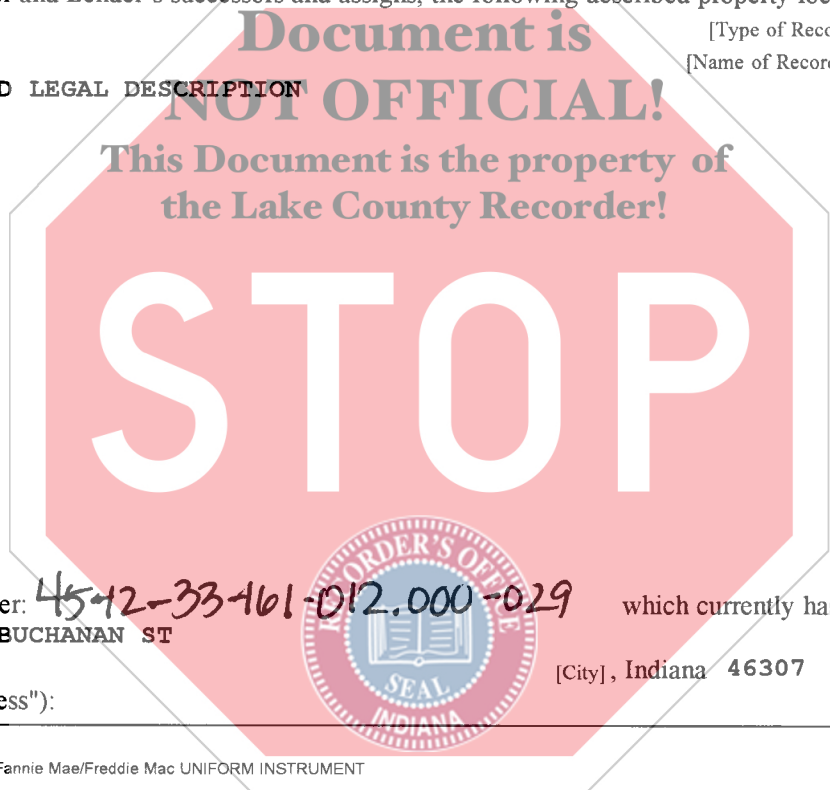 r and Lender's successors and assigns, the following described property loc
Document is
[Type of Reco
[Name of Record
D LEGAL DESCRIPTION
NOT OFFICIAL!
This Document is the property of
the Lake County Recorder!
STOP
er: 45-12-33-161-012.000-029 which currently ha
BUCHANAN ST
[City], Indiana 46307
ess"):
RECORDER'S OFFICE
SEAL
INDIANA
Fannie Mae/Freddie Mac UNIFORM INSTRUMENT